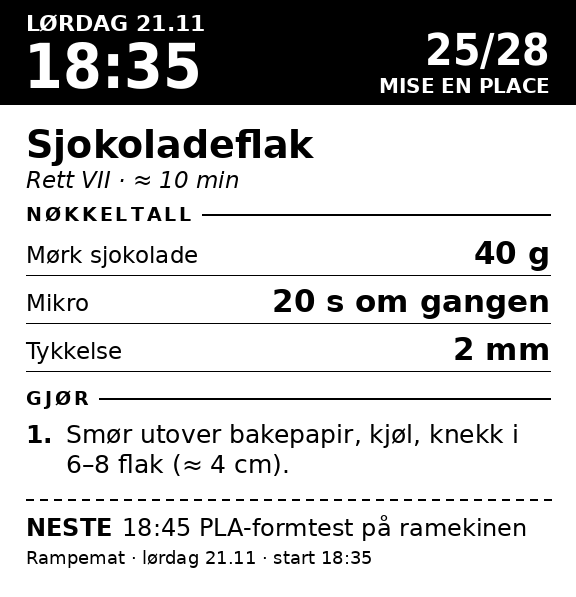 LØRDAG 21.11
18:35
25/28
MISE EN PLACE
Sjokoladeflak
Rett VII · ≈ 10 min
NØKKELTALL
Mørk sjokolade 40 g
Mikro 20 s om gangen
Tykkelse 2 mm
GJØR
1. Smør utover bakepapir, kjøl, knekk i
6–8 flak (≈ 4 cm).
NESTE 18:45 PLA-formtest på ramekinen
Rampemat · lørdag 21.11 · start 18:35